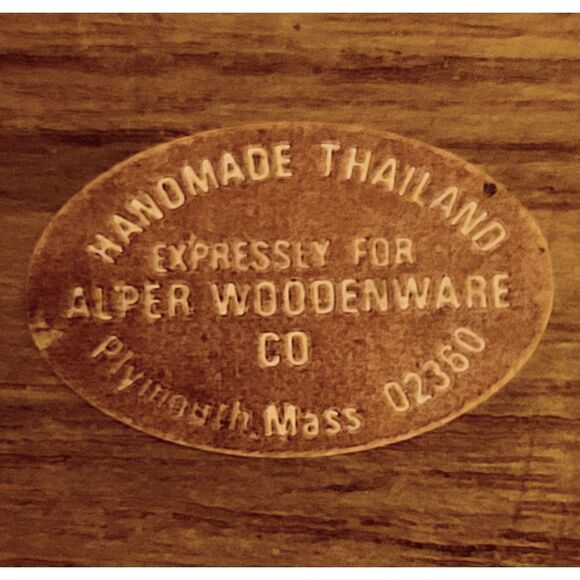 HANDMADE THAILAND
EXPRESSLY FOR
ALPER WOODENWARE
CO
Plymouth, Mass 02360